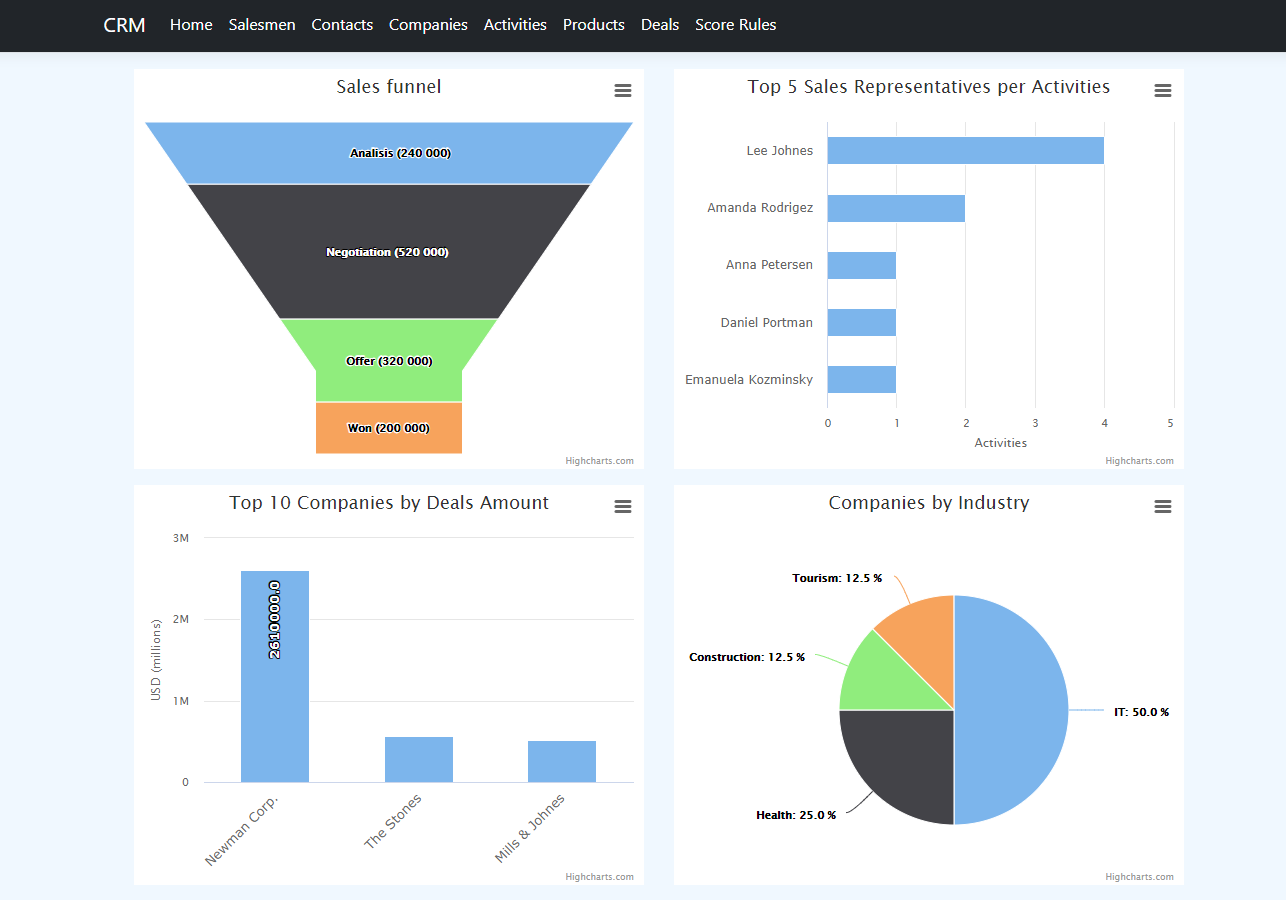 CRM Home Salesmen Contacts Companies Activities Products Deals Score Rules
Sales funnel
Analisis (240 000)
Negotiation (520 000)
Offer (320 000)
Won (200 000)
Highcharts.com
Top 5 Sales Representatives per Activities
Lee Johnes
Amanda Rodrigez
Anna Petersen
Daniel Portman
Emanuela Kozminsky
0 1 2 3 4 5
Activities
Highcharts.com
Top 10 Companies by Deals Amount
USD (millions)
3M
2M
1M
0
2610000.0
Newman Corp.
The Stones
Mills & Johnes
Highcharts.com
Companies by Industry
Tourism: 12.5 %
Construction: 12.5 %
IT: 50.0 %
Health: 25.0 %
Highcharts.com